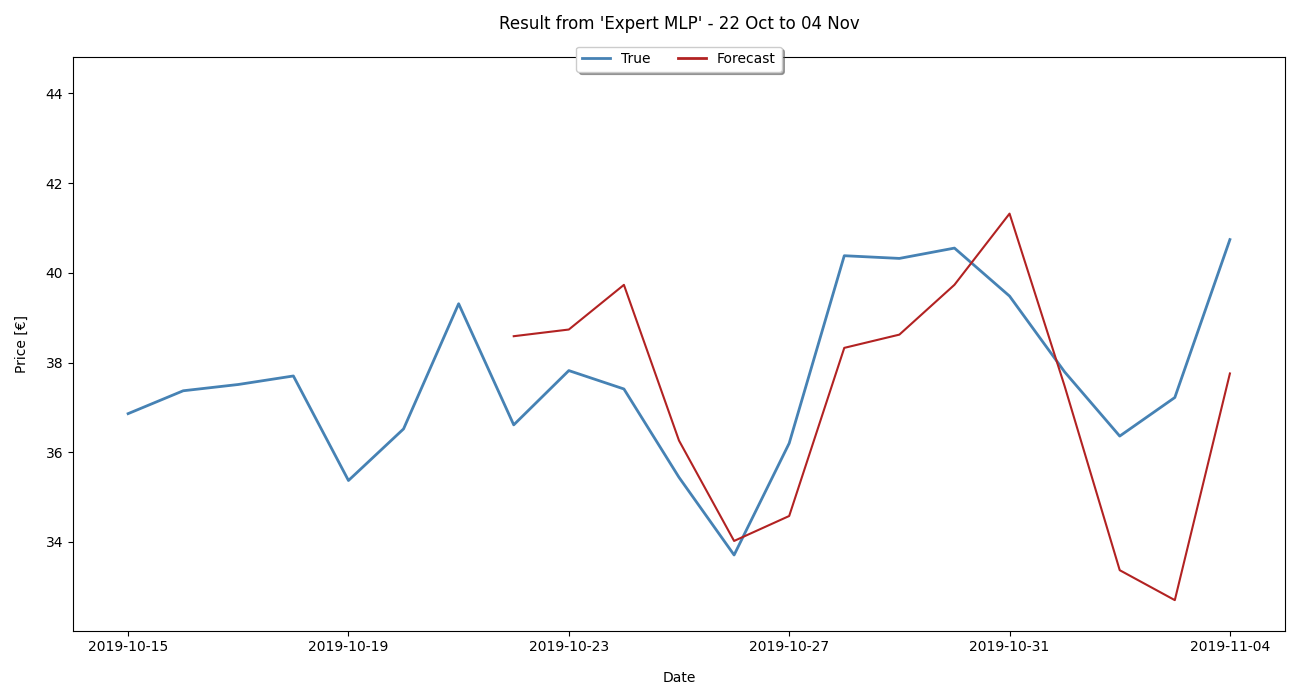 Result from 'Expert MLP' - 22 Oct to 04 Nov
True Forecast
44
42
40
38
36
34
Price [€]
2019-10-15 2019-10-19 2019-10-23 2019-10-27 2019-10-31 2019-11-04
Date